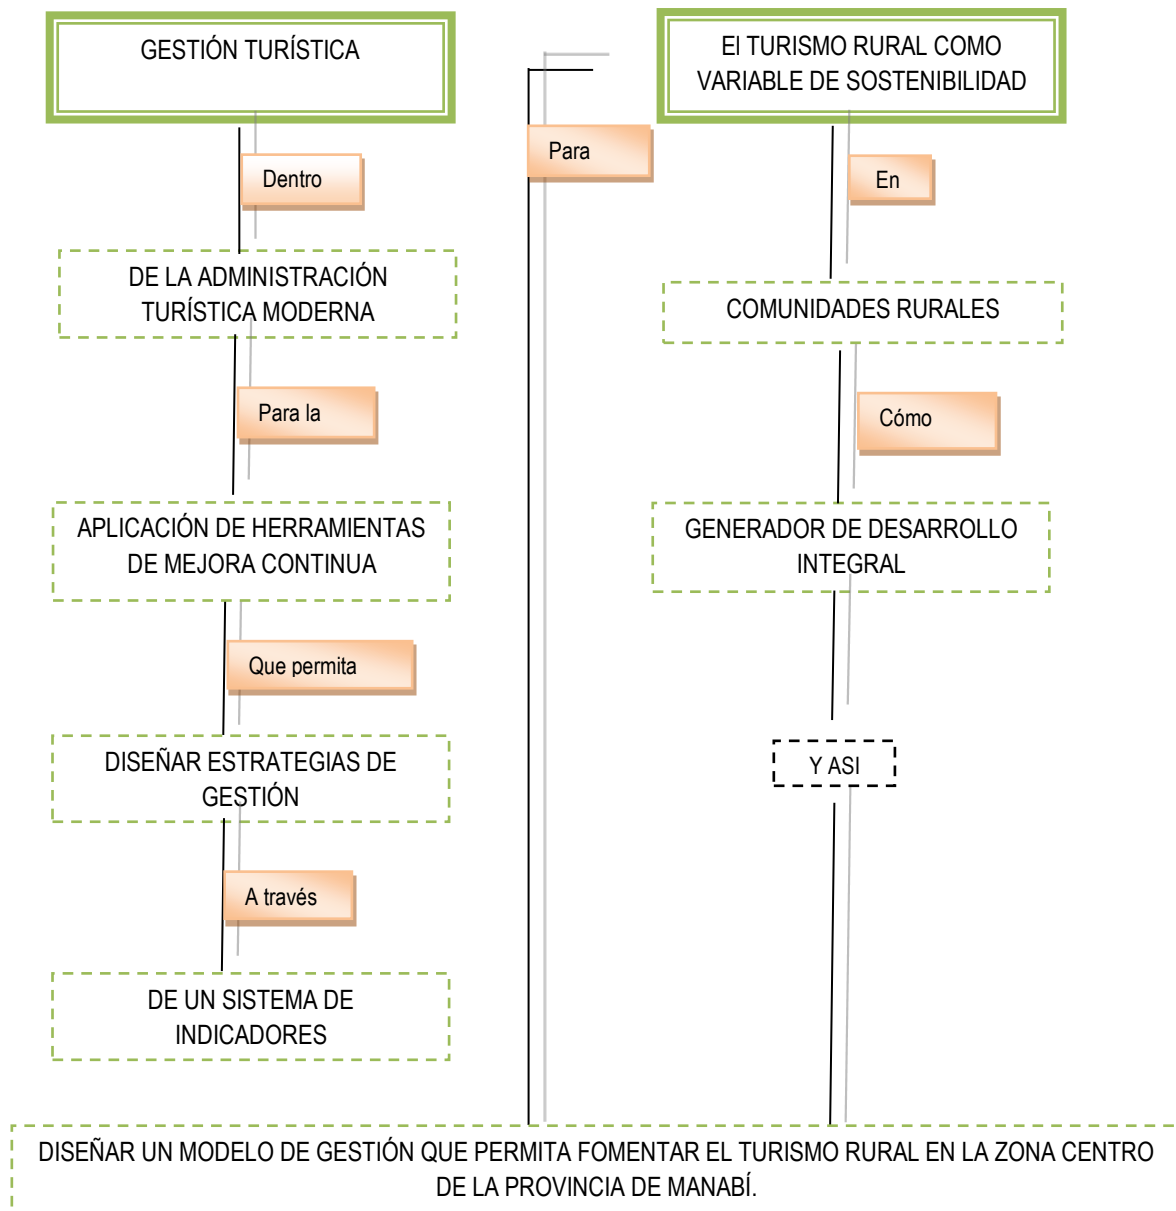 GESTIÓN TURÍSTICA
Dentro
DE LA ADMINISTRACIÓN
TURÍSTICA MODERNA
Para la
APLICACIÓN DE HERRAMIENTAS
DE MEJORA CONTINUA
Que permita
DISEÑAR ESTRATEGIAS DE
GESTIÓN
A través
DE UN SISTEMA DE
INDICADORES
Para
El TURISMO RURAL COMO
VARIABLE DE SOSTENIBILIDAD
En
COMUNIDADES RURALES
Cómo
GENERADOR DE DESARROLLO
INTEGRAL
Y ASI
DISEÑAR UN MODELO DE GESTIÓN QUE PERMITA FOMENTAR EL TURISMO RURAL EN LA ZONA CENTRO
DE LA PROVINCIA DE MANABÍ.